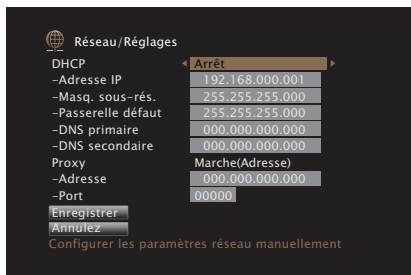 Réseau/Réglages
DHCP Arrêt
–Adresse IP 192.168.000.001
–Masq. sous-rés. 255.255.255.000
–Passerelle défaut 255.255.255.000
–DNS primaire 000.000.000.000
–DNS secondaire 000.000.000.000
Proxy Marche(Adresse)
–Adresse 000.000.000.000
–Port 00000
Enregistrer
Annulez
Configurer les paramètres réseau manuellement